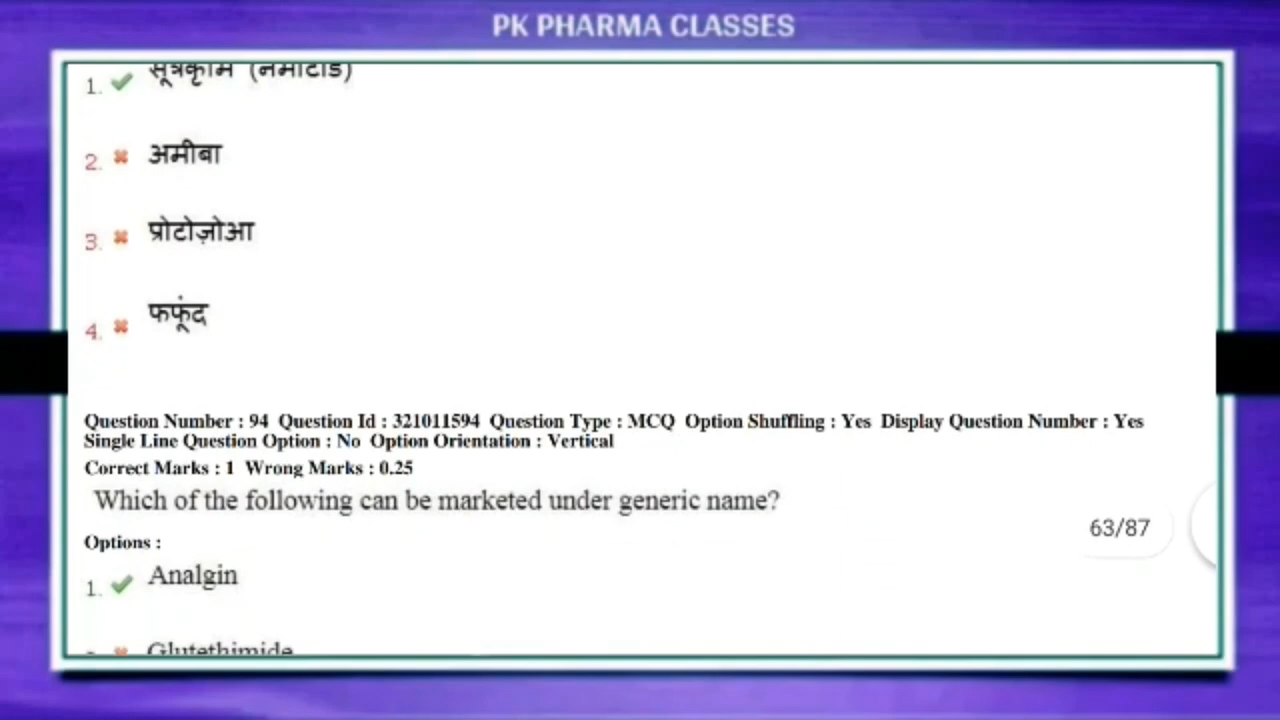 PK PHARMA CLASSES
1. सूत्रकृमि (नेमाटोड)
2. अमीबा
3. प्रोटोज़ोआ
4. फफूंद
Question Number : 94 Question Id : 321011594 Question Type : MCQ Option Shuffling : Yes Display Question Number : Yes
Single Line Question Option : No Option Orientation : Vertical
Correct Marks : 1 Wrong Marks : 0.25
Which of the following can be marketed under generic name?
63/87
Options :
1. Analgin
Glutethimide